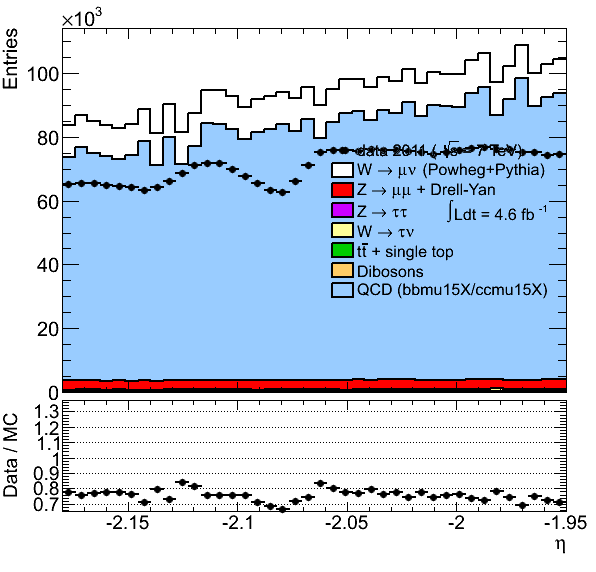 ×10³
Entries
100
80
60
40
20
0
data 2011 (√s = 7 TeV)
W → μν (Powheg+Pythia)
Z → μμ + Drell-Yan
Z → ττ
∫Ldt = 4.6 fb⁻¹
W → τν
tt̄ + single top
Dibosons
QCD (bbmu15X/ccmu15X)
Data / MC
1.3
1.2
1.1
1
0.9
0.8
0.7
-2.15
-2.1
-2.05
-2
-1.95
η